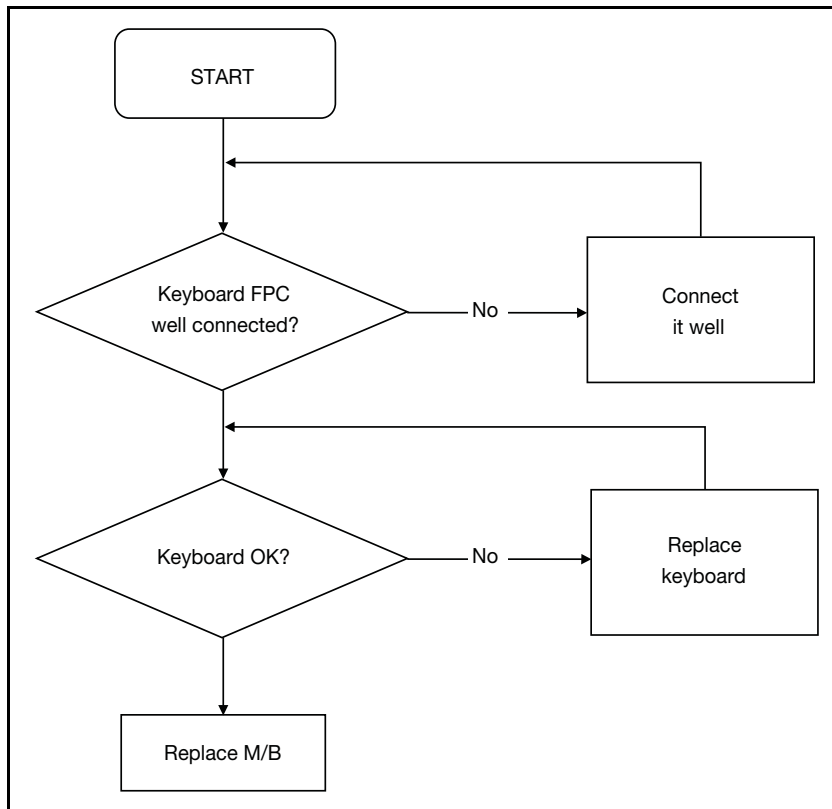 START
Keyboard FPC
well connected?
No
Connect
it well
Keyboard OK?
No
Replace
keyboard
Replace M/B